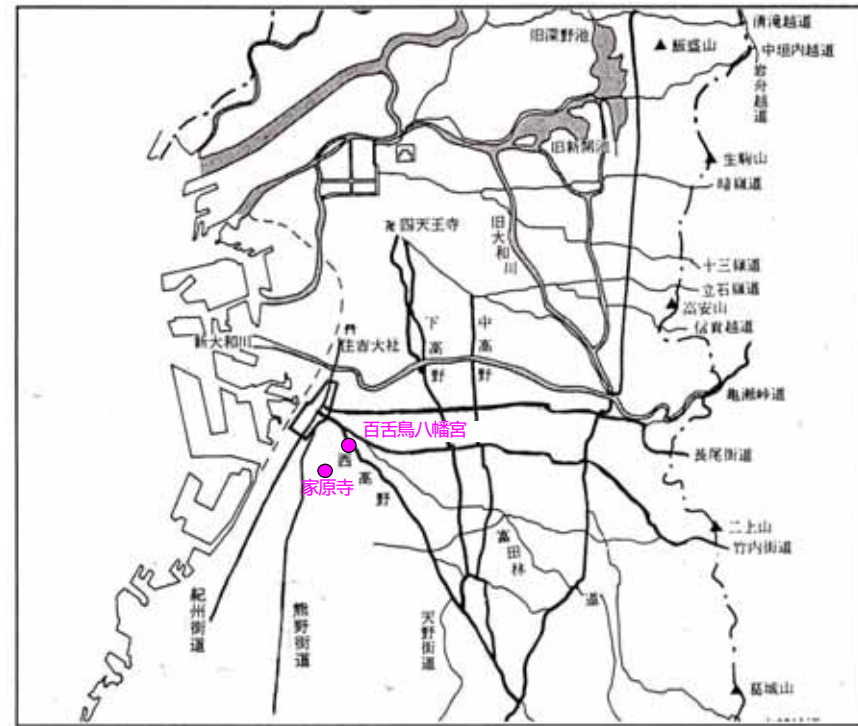 清滝越道
旧深野池
飯盛山
中垣内越道
岩舟越道
旧新開池
生駒山
暗嶺道
四天王寺
旧大和川
十三嶺道
立石嶺道
高安山
信貴越道
下高野
中高野
新大和川
住吉大社
亀瀬峠道
百舌鳥八幡宮
長尾街道
西高野
家原寺
二上山
竹内街道
富田林
道
紀州街道
熊野街道
天野街道
葛城山